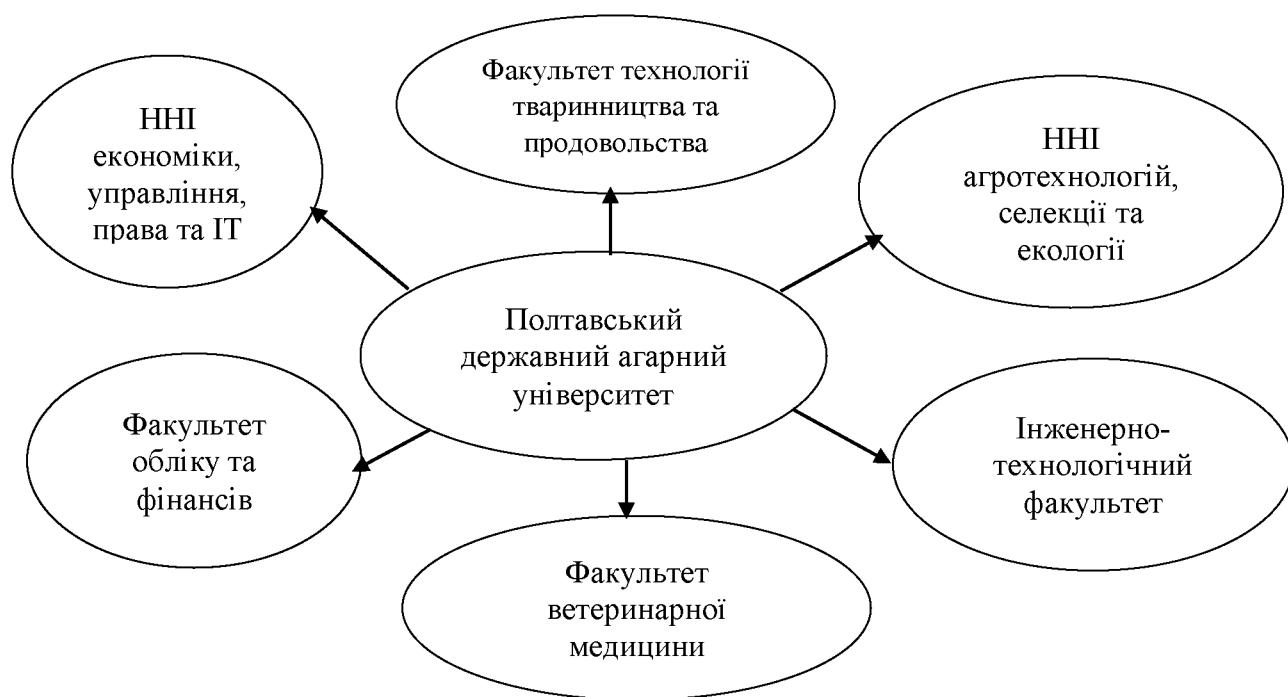 Факультет технології
тваринництва та
продовольства
ННІ
економіки,
управління,
права та ІТ
ННІ
агротехнологій,
селекції та
екології
Полтавський
державний агарний
університет
Факультет
обліку та
фінансів
Інженерно-
технологічний
факультет
Факультет
ветеринарної
медицини